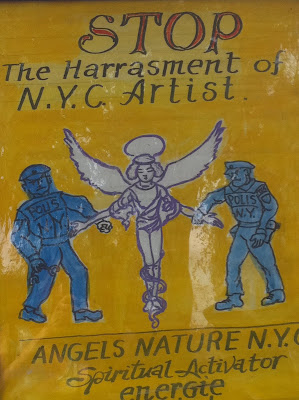 STOP
The Harrasment of
N.Y.C. Artist.
POLIS
POLIS
N.Y.
ANGELS NATURE N.Y.C
Spiritual Activator
energie